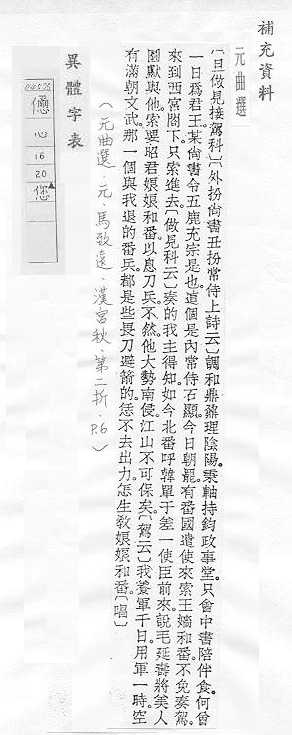 補充資料
元曲選
〔旦做見接駕科〕〔外扮尚書丑扮常侍上詩云〕調和鼎鼐理陰陽。秉軸持鈞政事堂。只會中書陪伴食。何曾
一日爲君王。某尚書令五鹿充宗是也。這個是內常侍石顯。今日朝罷。有番國遣使來索王嬙和番。不免奏駕。
來到西宮閣下。只索進去。〔做見科云〕奏的我主得知。如今北番呼韓單于差一使臣前來。說毛延壽將美人
圖獻與他。索要昭君娘娘和番。以息刀兵。不然。他大勢南侵。江山不可保矣。〔駕云〕我養軍千日。用軍一時。空
有滿朝文武。那一個與我退的番兵。都是些畏刀避箭的。恁不去出力。怎生教娘娘和番。〔唱〕
(元曲選．元．馬致遠．漢宮秋．第二折．P.6)
異體字表
心
16
20
您